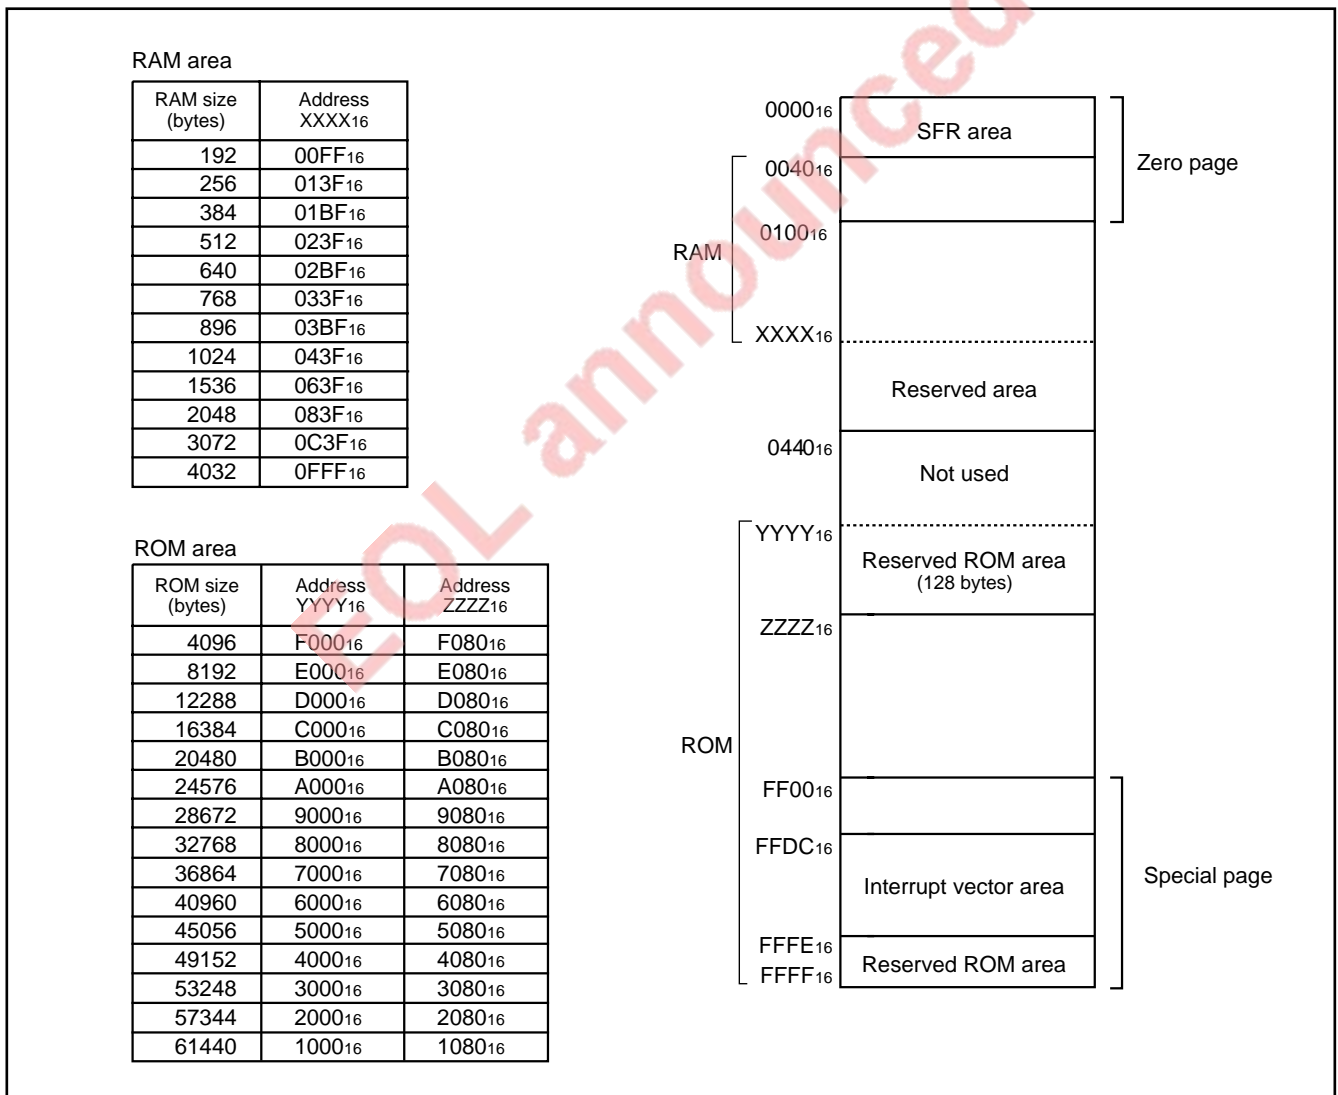 RAM area
RAM size (bytes) Address XXXX16
192 00FF16
256 013F16
384 01BF16
512 023F16
640 02BF16
768 033F16
896 03BF16
1024 043F16
1536 063F16
2048 083F16
3072 0C3F16
4032 0FFF16
ROM area
ROM size (bytes) Address YYYY16 Address ZZZZ16
4096 F00016 F08016
8192 E00016 E08016
12288 D00016 D08016
16384 C00016 C08016
20480 B00016 B08016
24576 A00016 A08016
28672 900016 908016
32768 800016 808016
36864 700016 708016
40960 600016 608016
45056 500016 508016
49152 400016 408016
53248 300016 308016
57344 200016 208016
61440 100016 108016
000016
SFR area
Zero page
004016
010016
RAM
XXXX16
Reserved area
044016
Not used
YYYY16
Reserved ROM area
(128 bytes)
ZZZZ16
ROM
FF0016
FFDC16
Interrupt vector area
Special page
FFFE16
Reserved ROM area
FFFF16
EOL announced